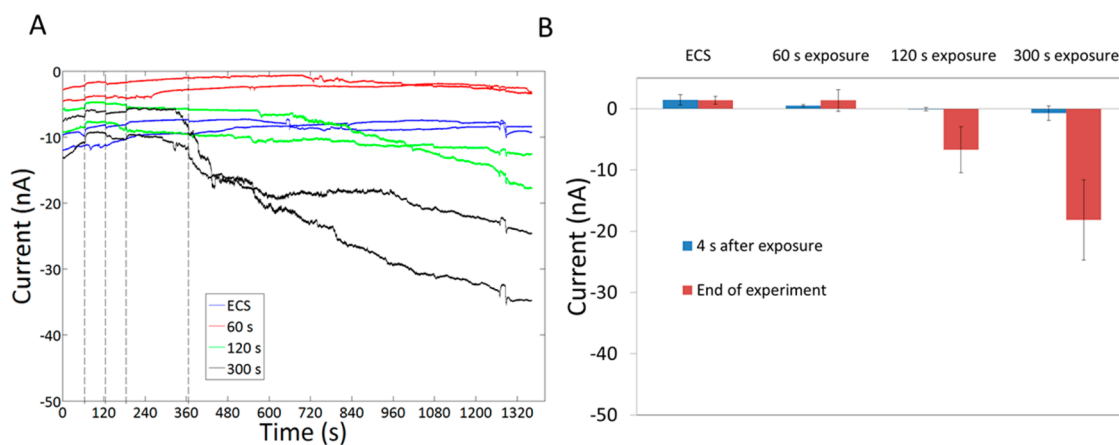 A
0
-10
-20
-30
-40
-50
Current (nA)
ECS
60 s
120 s
300 s
0 120 240 360 480 600 720 840 960 1080 1200 1320
Time (s)
B
ECS 60 s exposure 120 s exposure 300 s exposure
0
-10
-20
-30
-40
-50
Current (nA)
4 s after exposure
End of experiment